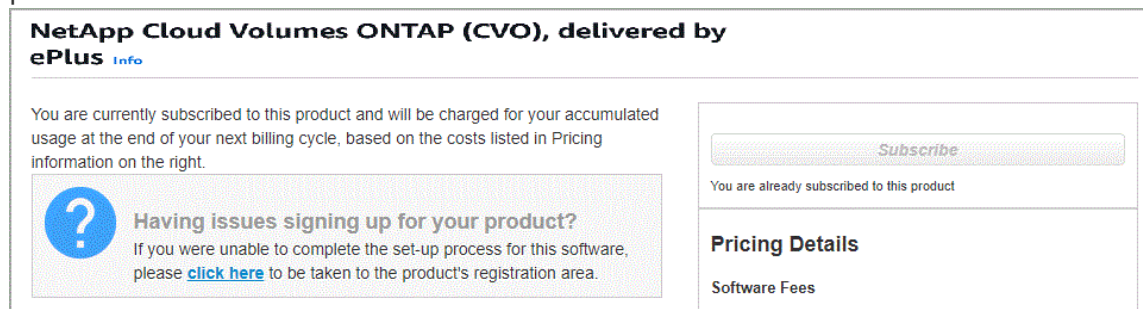 NetApp Cloud Volumes ONTAP (CVO), delivered by
ePlus Info
You are currently subscribed to this product and will be charged for your accumulated
usage at the end of your next billing cycle, based on the costs listed in Pricing
information on the right.
Having issues signing up for your product?
If you were unable to complete the set-up process for this software,
please click here to be taken to the product's registration area.
Subscribe
You are already subscribed to this product
Pricing Details
Software Fees